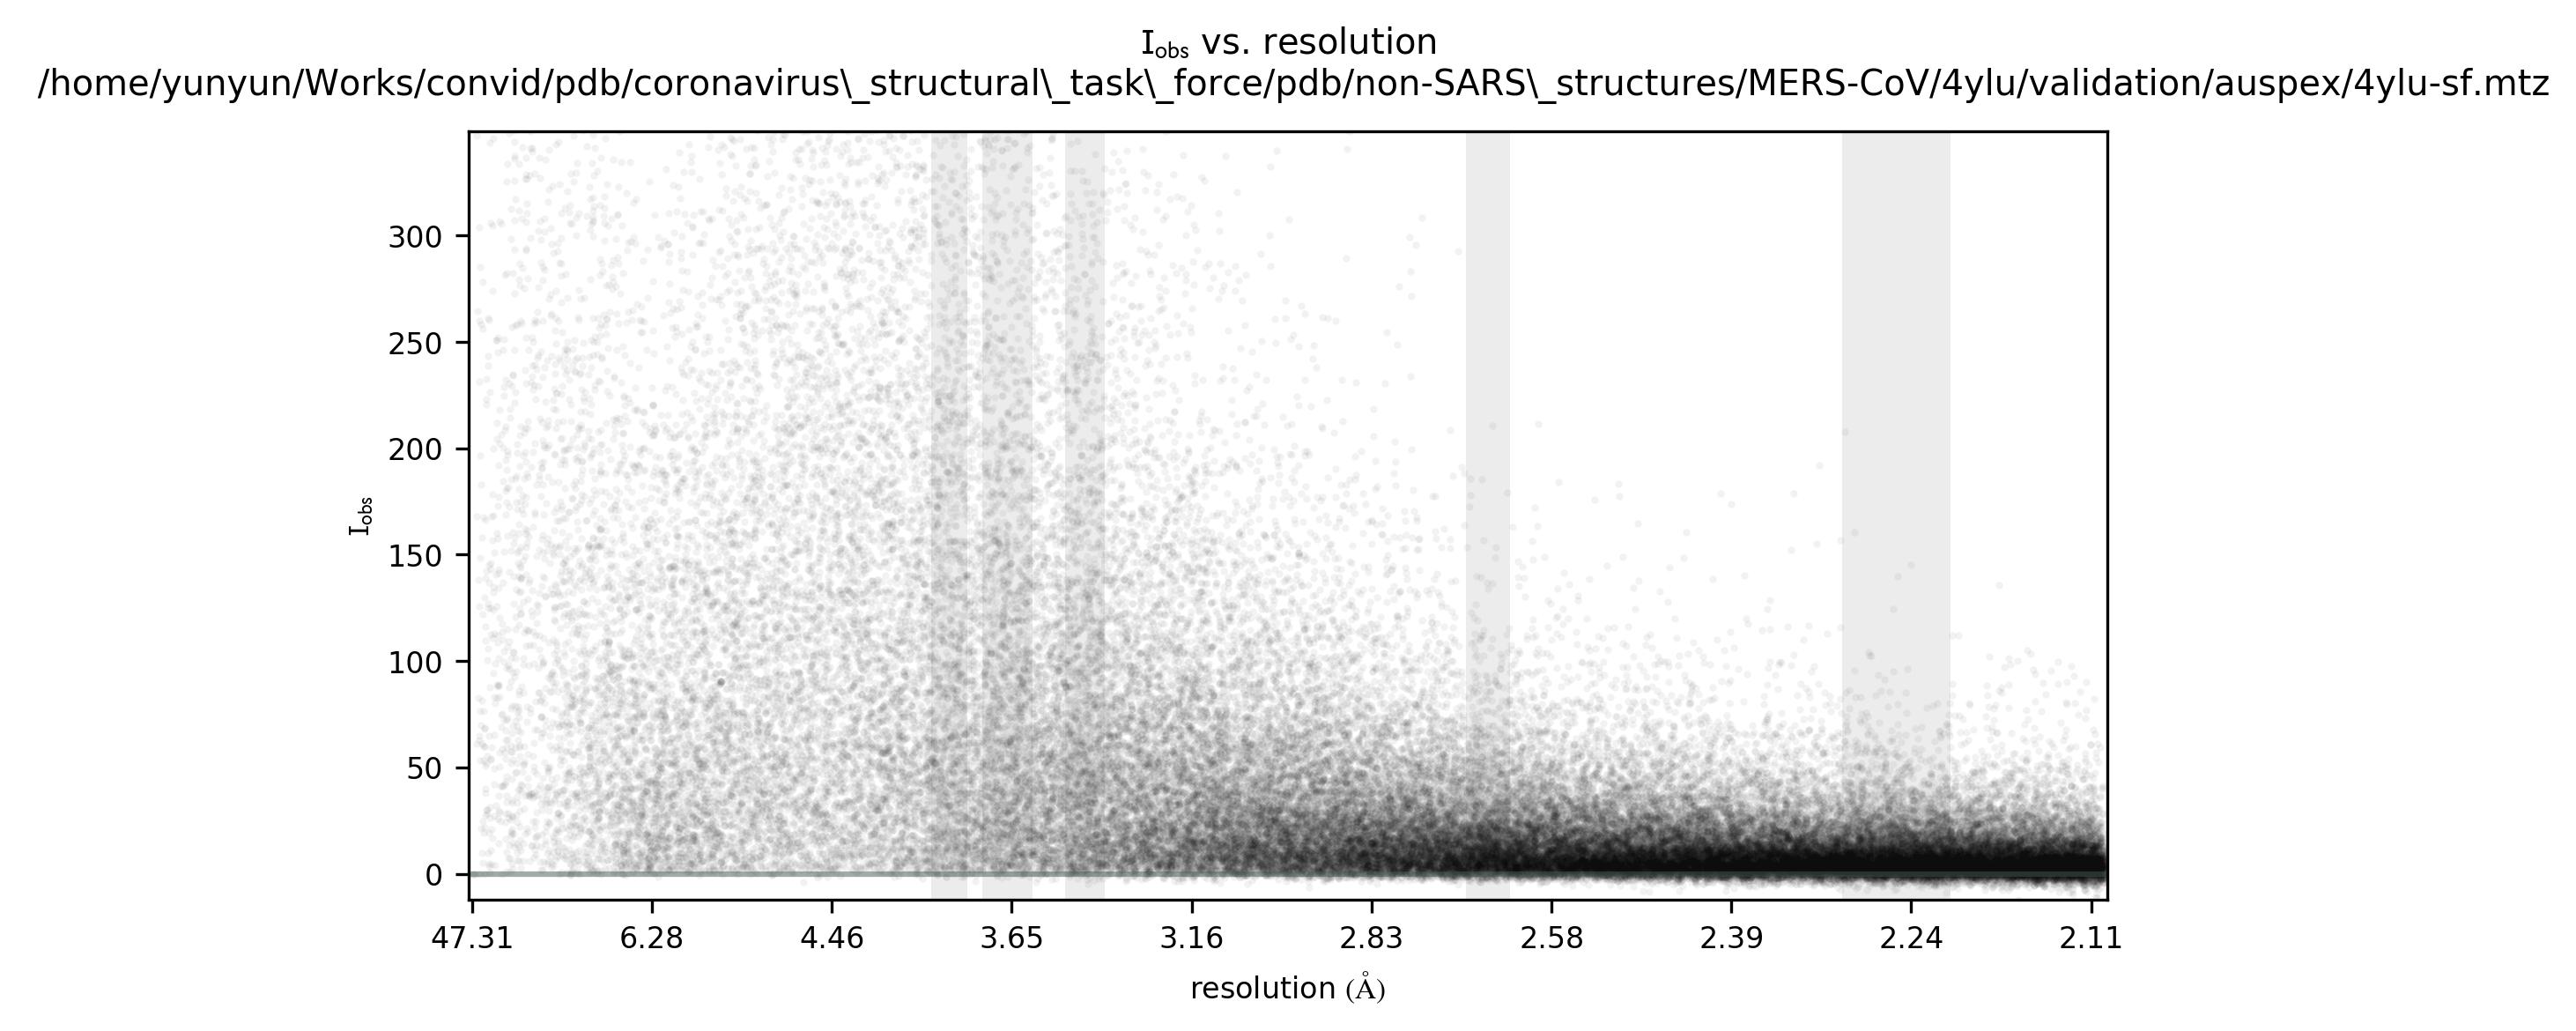 Iobs vs. resolution
/home/yunyun/Works/convid/pdb/coronavirus\_structural\_task\_force/pdb/non-SARS\_structures/MERS-CoV/4ylu/validation/auspex/4ylu-sf.mtz
300
250
200
150
100
50
0
Iobs
47.31 6.28 4.46 3.65 3.16 2.83 2.58 2.39 2.24 2.11
resolution (Å)